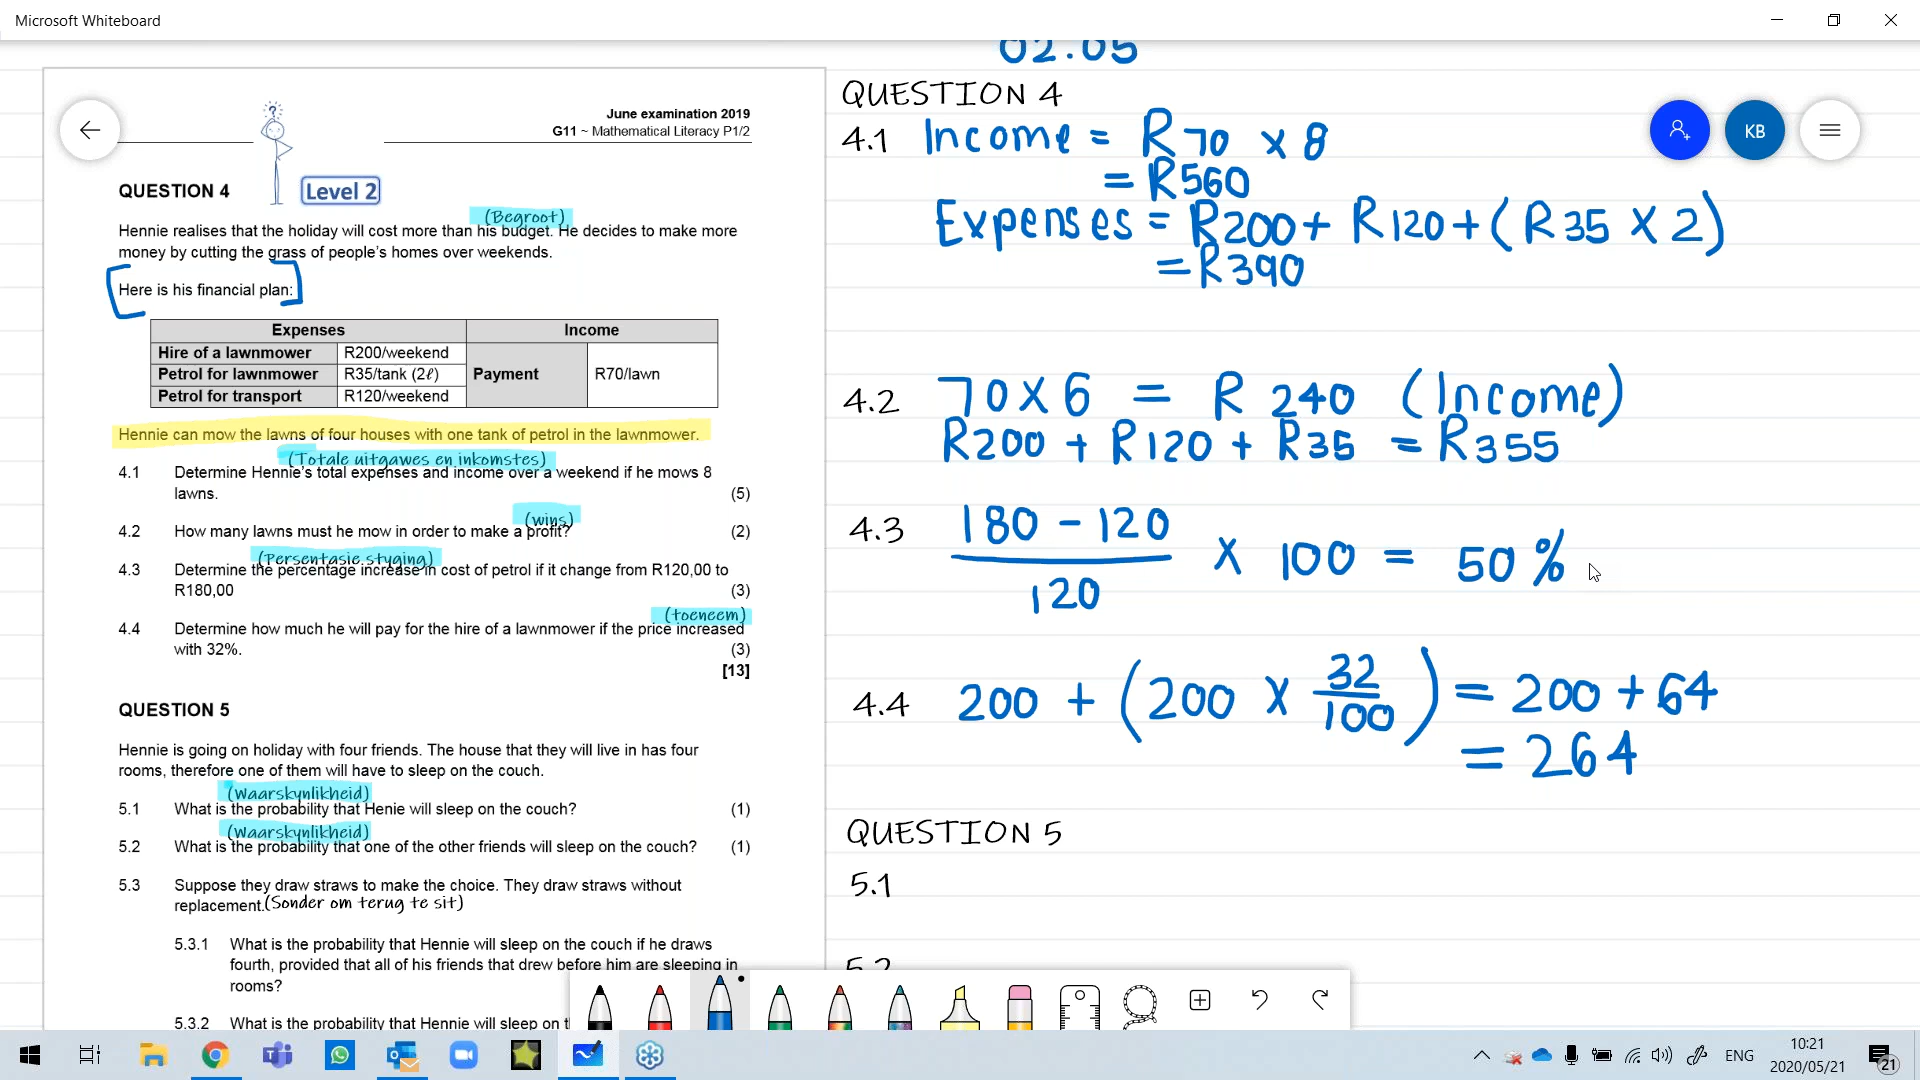 Microsoft Whiteboard
02.05
June examination 2019
G11 ~ Mathematical Literacy P1/2
?
QUESTION 4
Level 2
(Begroot)
Hennie realises that the holiday will cost more than his budget. He decides to make more
money by cutting the grass of people's homes over weekends.
Here is his financial plan:
Expenses Income
Hire of a lawnmower R200/weekend
Petrol for lawnmower R35/tank (2ℓ) Payment R70/lawn
Petrol for transport R120/weekend
Hennie can mow the lawns of four houses with one tank of petrol in the lawnmower.
(Totale uitgawes en inkomstes)
4.1 Determine Hennie's total expenses and income over a weekend if he mows 8
lawns. (5)
(wins)
4.2 How many lawns must he mow in order to make a profit? (2)
(Persentasie styging)
4.3 Determine the percentage increase in cost of petrol if it change from R120,00 to
R180,00 (3)
(toeneem)
4.4 Determine how much he will pay for the hire of a lawnmower if the price increased
with 32%. (3)
[13]
QUESTION 5
Hennie is going on holiday with four friends. The house that they will live in has four
rooms, therefore one of them will have to sleep on the couch.
(Waarskynlikheid)
5.1 What is the probability that Henie will sleep on the couch? (1)
(Waarskynlikheid)
5.2 What is the probability that one of the other friends will sleep on the couch? (1)
5.3 Suppose they draw straws to make the choice. They draw straws without
replacement. (Sonder om terug te sit)
5.3.1 What is the probability that Hennie will sleep on the couch if he draws
fourth, provided that all of his friends that drew before him are sleeping in
rooms?
5.3.2 What is the probability that Hennie will sleep on
QUESTION 4
4.1 Income = R70 x 8
= R560
Expenses = R200 + R120 + (R35 x 2)
= R390
4.2 70 x 6 = R 240 (Income)
R200 + R120 + R35 = R355
4.3 180 - 120
120
x 100 = 50 %
4.4 200 + (200 x 32/100) = 200 + 64
= 264
QUESTION 5
5.1
5.2
KB
ENG
10:21
2020/05/21
21